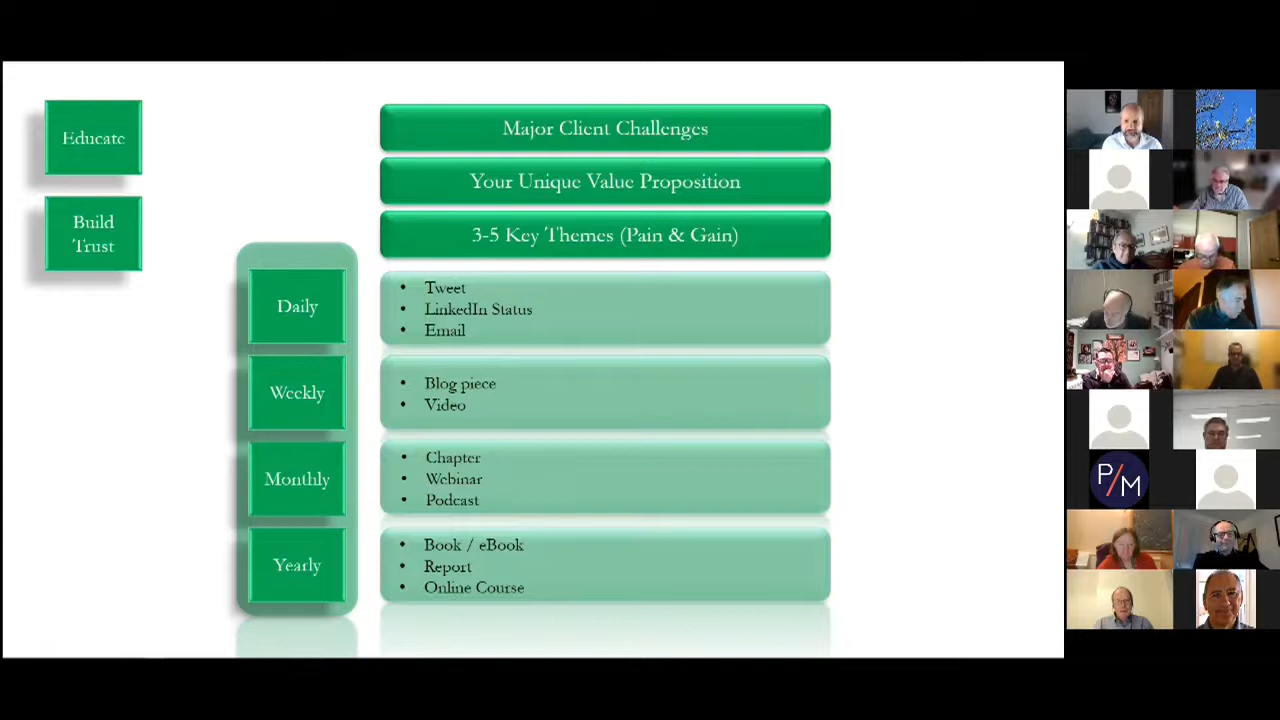 Educate
Build
Trust
Major Client Challenges
Your Unique Value Proposition
3-5 Key Themes (Pain & Gain)
Daily
• Tweet
• LinkedIn Status
• Email
Weekly
• Blog piece
• Video
Monthly
• Chapter
• Webinar
• Podcast
Yearly
• Book / eBook
• Report
• Online Course
P/M